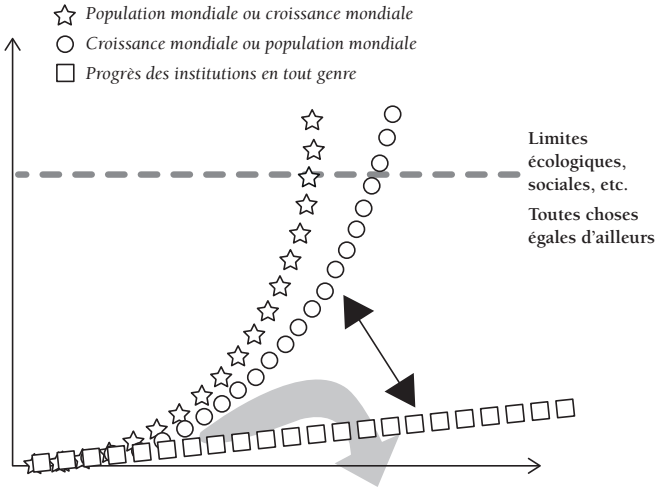 Population mondiale ou croissance mondiale
Croissance mondiale ou population mondiale
Progrès des institutions en tout genre
Limites
écologiques,
sociales, etc.
Toutes choses
égales d'ailleurs